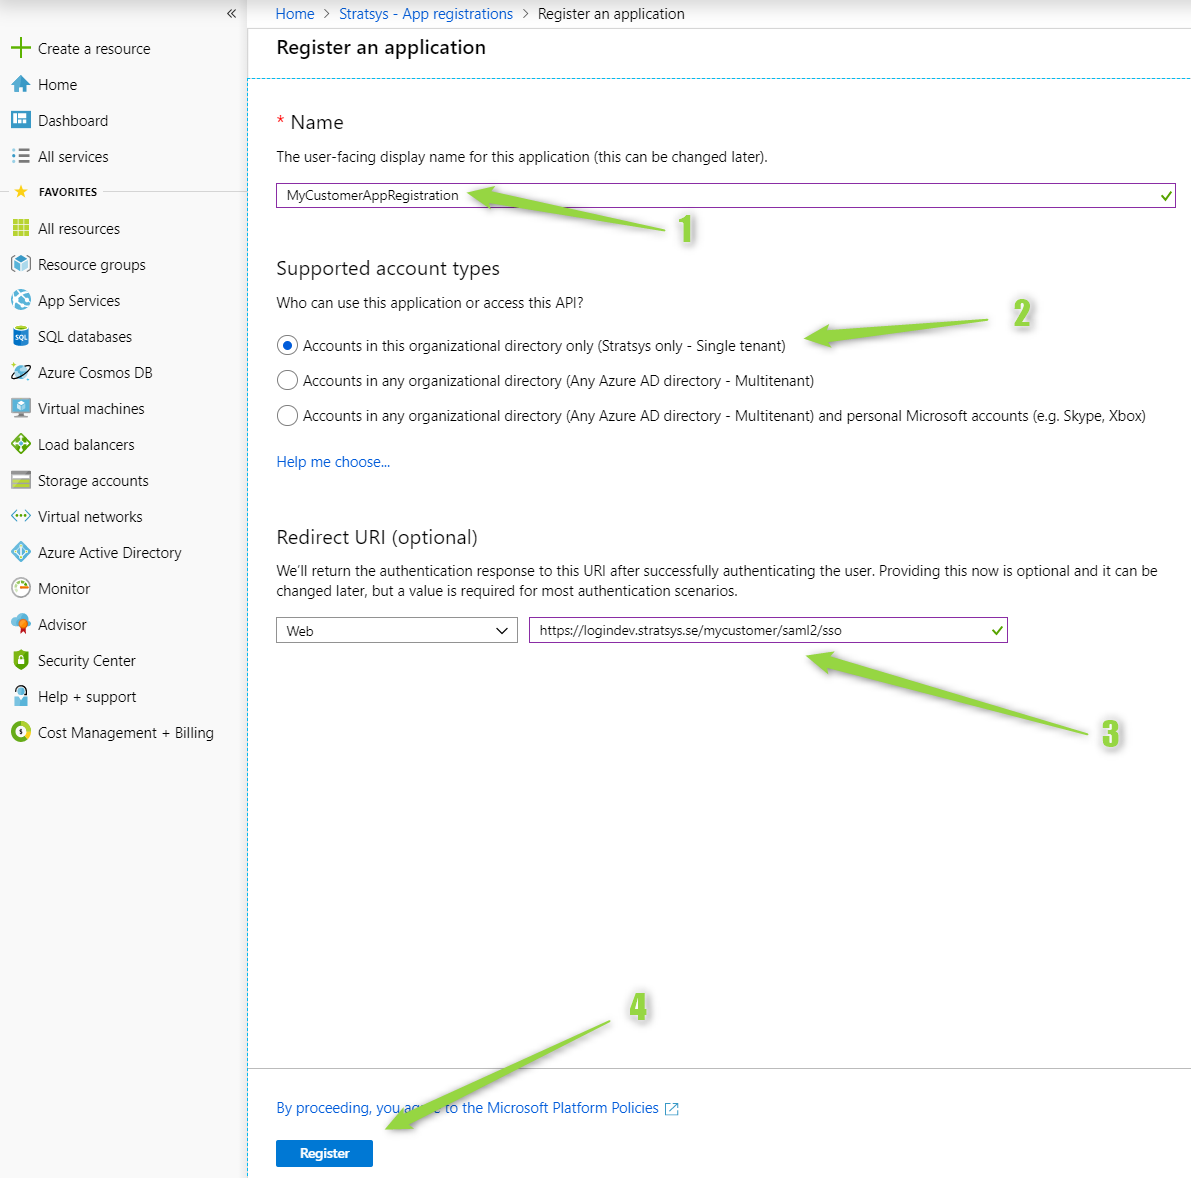 «
Home > Stratsys - App registrations > Register an application
Register an application
Create a resource
Home
Dashboard
All services
FAVORITES
All resources
Resource groups
App Services
SQL databases
Azure Cosmos DB
Virtual machines
Load balancers
Storage accounts
Virtual networks
Azure Active Directory
Monitor
Advisor
Security Center
Help + support
Cost Management + Billing
* Name
The user-facing display name for this application (this can be changed later).
MyCustomerAppRegistration
1
Supported account types
Who can use this application or access this API?
2
Accounts in this organizational directory only (Stratsys only - Single tenant)
Accounts in any organizational directory (Any Azure AD directory - Multitenant)
Accounts in any organizational directory (Any Azure AD directory - Multitenant) and personal Microsoft accounts (e.g. Skype, Xbox)
Help me choose...
Redirect URI (optional)
We'll return the authentication response to this URI after successfully authenticating the user. Providing this now is optional and it can be
changed later, but a value is required for most authentication scenarios.
Web
https://logindev.stratsys.se/mycustomer/saml2/sso
3
4
By proceeding, you agree to the Microsoft Platform Policies
Register